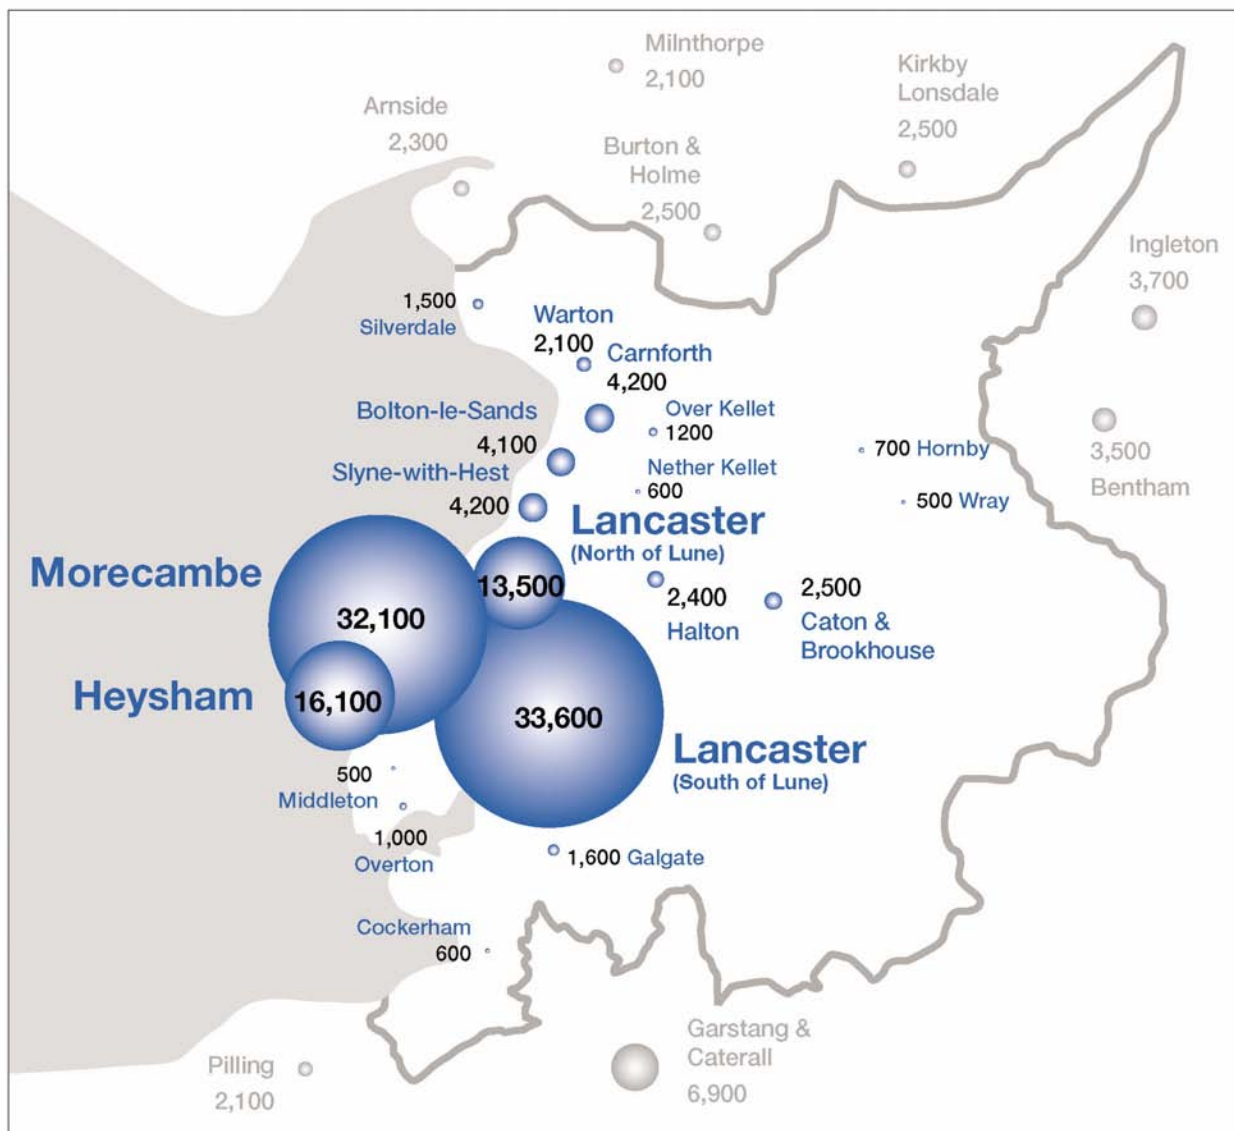 Milnthorpe
2,100
Kirkby
Lonsdale
2,500
Arnside
2,300
Burton &
Holme
2,500
Ingleton
3,700
1,500
Silverdale
Warton
2,100
Carnforth
4,200
Bolton-le-Sands
4,100
Over Kellet
1200
3,500
Bentham
700 Hornby
Slyne-with-Hest
4,200
Nether Kellet
600
500 Wray
Lancaster
(North of Lune)
13,500
Morecambe
32,100
2,400
Halton
2,500
Caton &
Brookhouse
Heysham
16,100
33,600
Lancaster
(South of Lune)
500
Middleton
1,000
Overton
1,600 Galgate
Cockerham
600
Garstang &
Caterall
6,900
Pilling
2,100